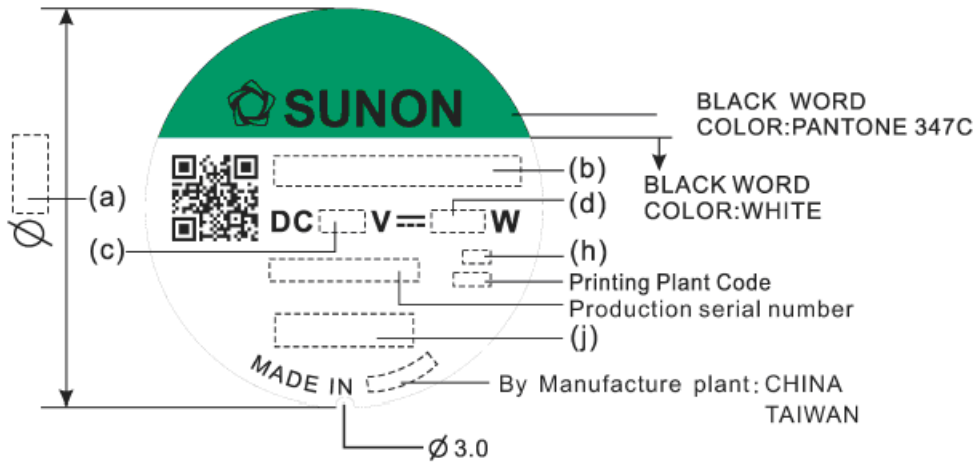 SUNON
BLACK WORD
COLOR:PANTONE 347C
(b)
BLACK WORD
COLOR:WHITE
(a)
(d)
DC V W
Ø
(c)
(h)
Printing Plant Code
Production serial number
(j)
MADE IN
By Manufacture plant: CHINA
TAIWAN
Ø 3.0